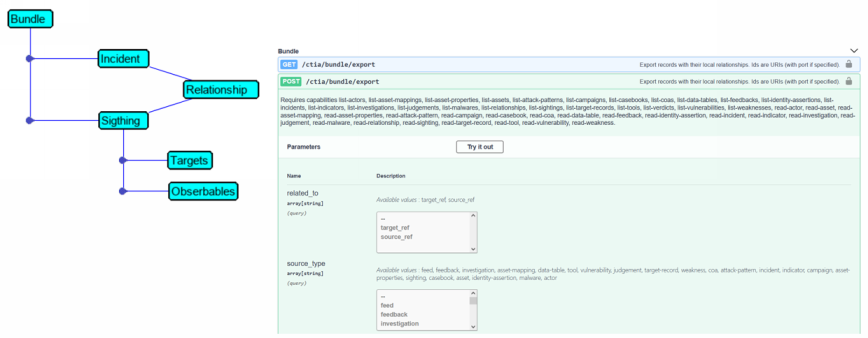 Bundle
Incident
Relationship
Sigthing
Targets
Obserbables
Bundle
GET /ctia/bundle/export Export records with their local relationships. Ids are URIs (with port if specified).
POST /ctia/bundle/export Export records with their local relationships. Ids are URIs (with port if specified).
Requires capabilities list-actors, list-asset-mappings, list-asset-properties, list-assets, list-attack-patterns, list-campaigns, list-casebooks, list-coas, list-data-tables, list-feedbacks, list-identity-assertions, list-
incidents, list-indicators, list-investigations, list-judgements, list-malwares, list-relationships, list-sightings, list-target-records, list-tools, list-verdicts, list-vulnerabilities, list-weaknesses, read-actor, read-asset, read-
asset-mapping, read-asset-properties, read-attack-pattern, read-campaign, read-casebook, read-coa, read-data-table, read-feedback, read-identity-assertion, read-incident, read-indicator, read-investigation, read-
judgement, read-malware, read-relationship, read-sighting, read-target-record, read-tool, read-vulnerability, read-weakness.
Parameters Try it out
Name Description
related_to
array[string]
(query)
Available values : target_ref, source_ref
--
target_ref
source_ref
source_type
array[string]
(query)
Available values : feed, feedback, investigation, asset-mapping, data-table, tool, vulnerability, judgement, target-record, weakness, coa, attack-pattern, incident, indicator, campaign, asset-
properties, sighting, casebook, asset, identity-assertion, malware, actor
--
feed
feedback
investigation